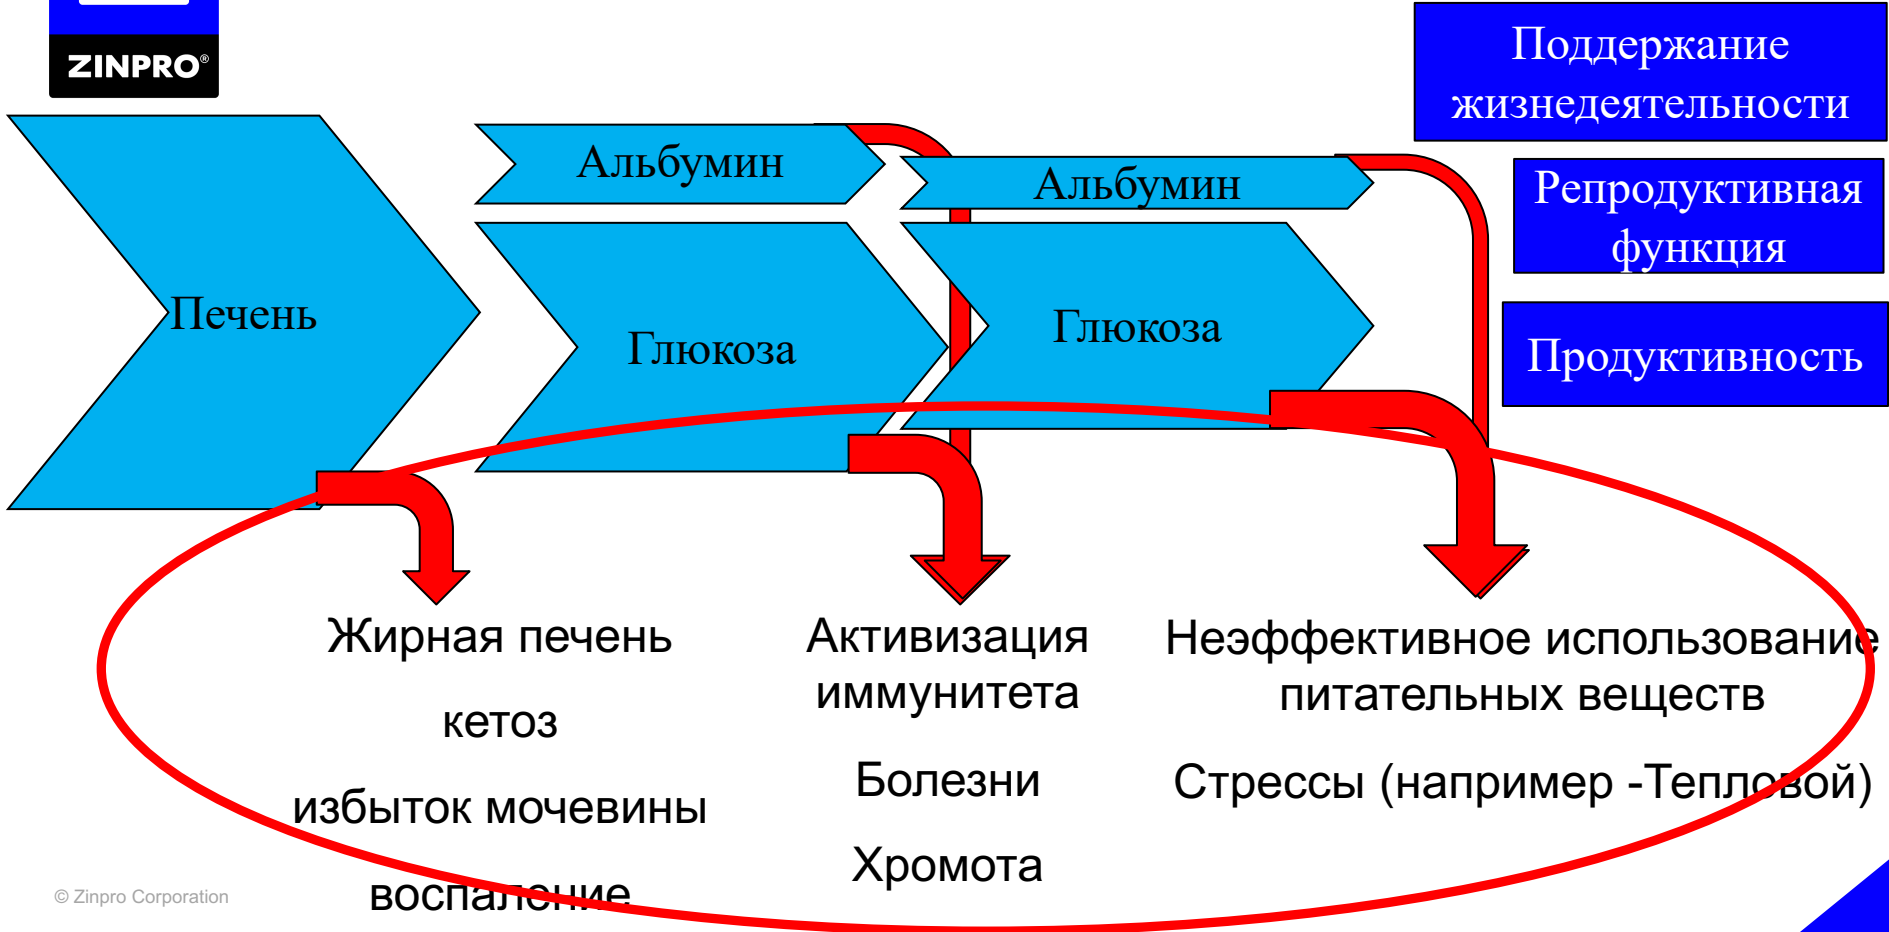 ZINPRO®
Поддержание
жизнедеятельности
Альбумин
Альбумин
Репродуктивная
функция
Печень
Глюкоза
Глюкоза
Продуктивность
Жирная печень
кетоз
избыток мочевины
воспаление
Активизация
иммунитета
Болезни
Хромота
Неэффективное использование
питательных веществ
Стрессы (например -Тепловой)
© Zinpro Corporation